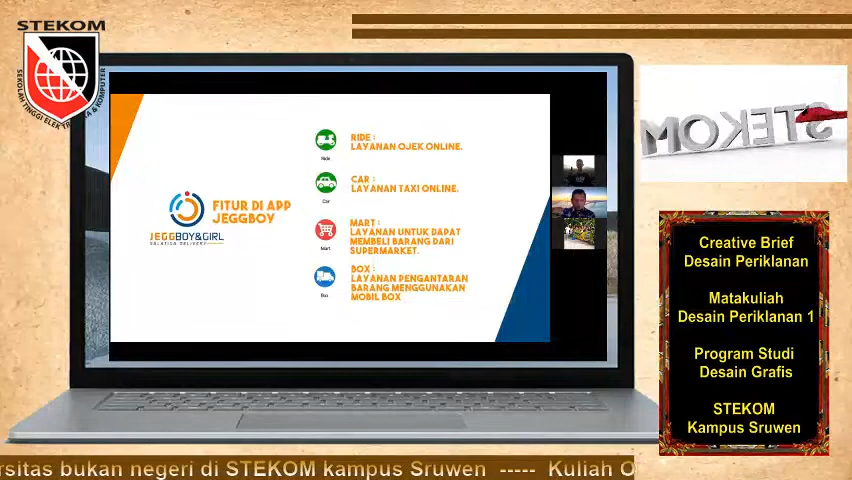 STEKOM
SEKOLAH TINGGI ELEKTRONIKA & KOMPUTER
FITUR DI APP
JEGGBOY
JEGGBOY&GIRL
SALATIGA DELIVERY
Ride
RIDE :
LAYANAN OJEK ONLINE.
Car
CAR :
LAYANAN TAXI ONLINE.
Mart
MART :
LAYANAN UNTUK DAPAT
MEMBELI BARANG DARI
SUPERMARKET.
Box
BOX :
LAYANAN PENGANTARAN
BARANG MENGGUNAKAN
MOBIL BOX
STEKOM
Creative Brief
Desain Periklanan
Matakuliah
Desain Periklanan 1
Program Studi
Desain Grafis
STEKOM
Kampus Sruwen
rsitas bukan negeri di STEKOM kampus Sruwen ----- Kuliah O